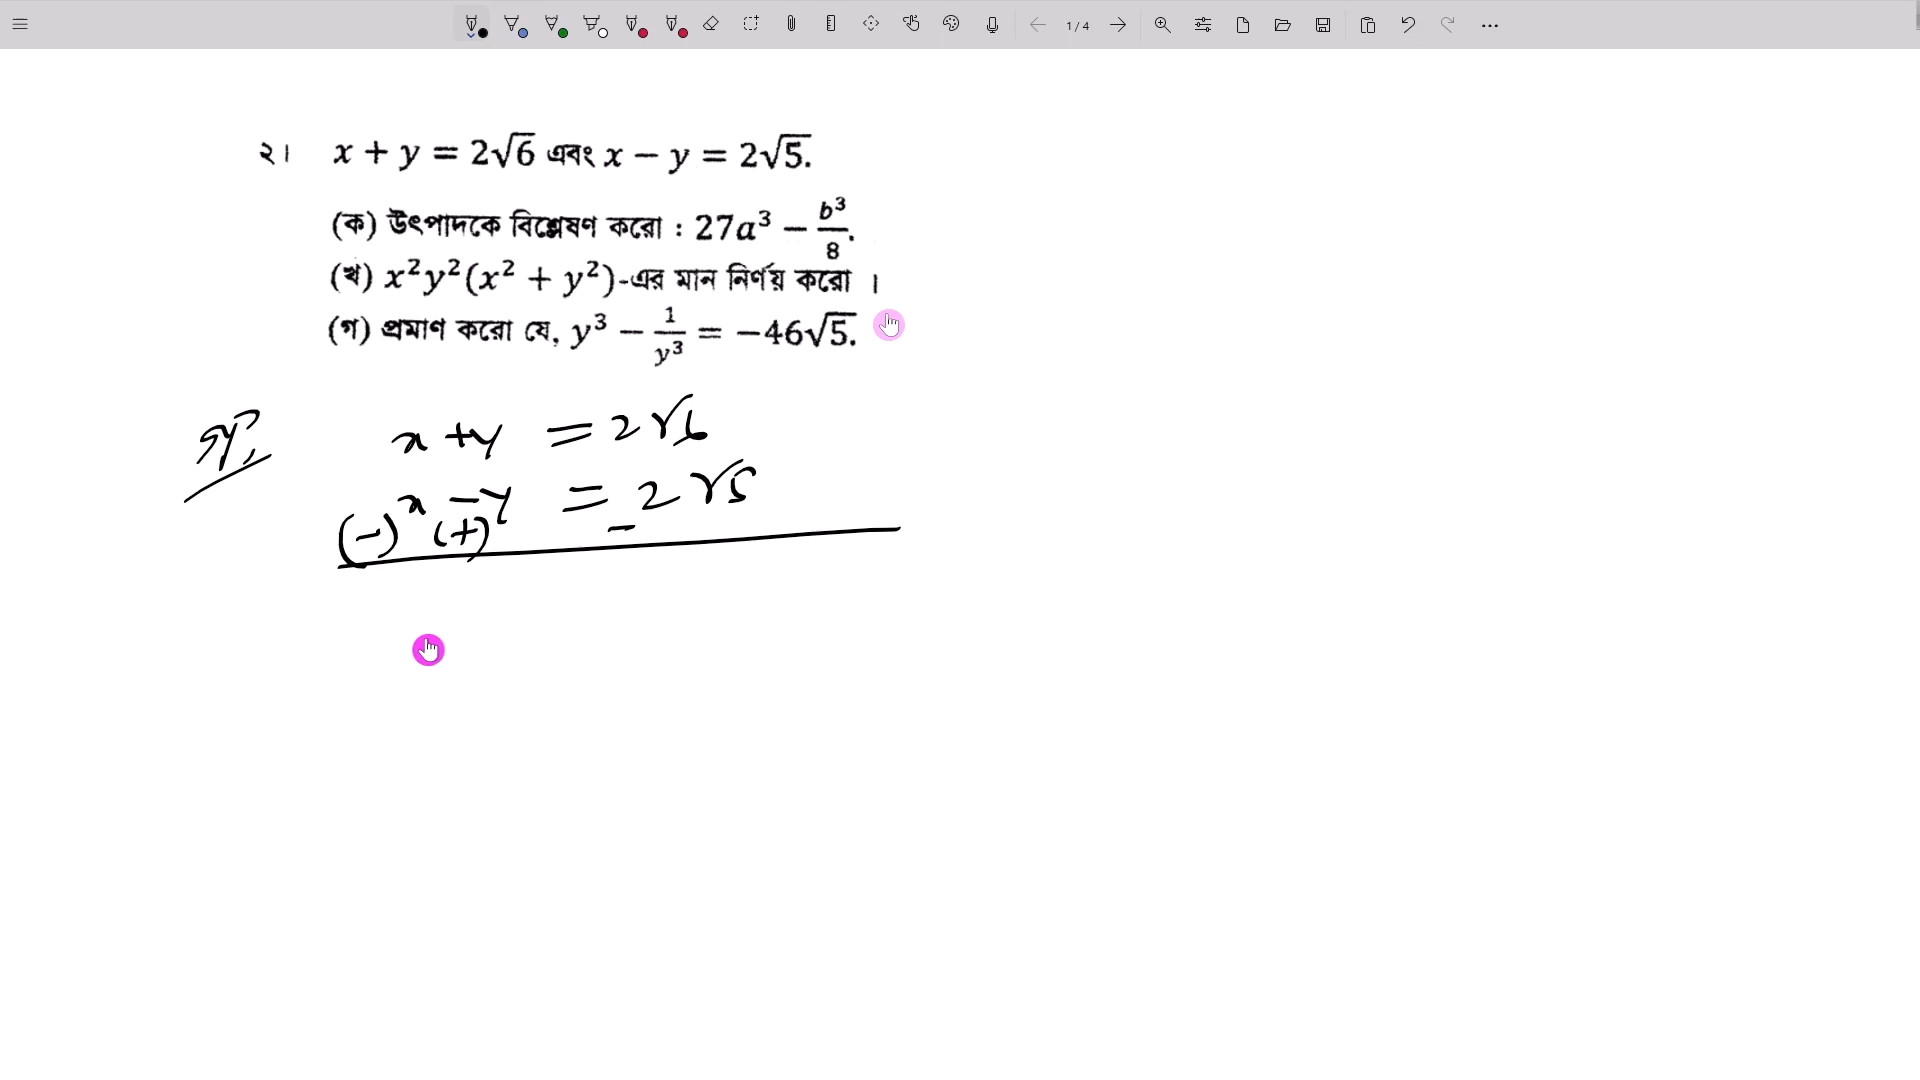 1 / 4
২। x + y = 2√6 এবং x − y = 2√5.
(ক) উৎপাদকে বিশ্লেষণ করো : 27a³ − b³/8.
(খ) x²y²(x² + y²)-এর মান নির্ণয় করো ।
(গ) প্রমাণ করো যে, y³ − 1/y³ = −46√5.
x + y = 2√6
x − y = 2√5
(−) (+) −